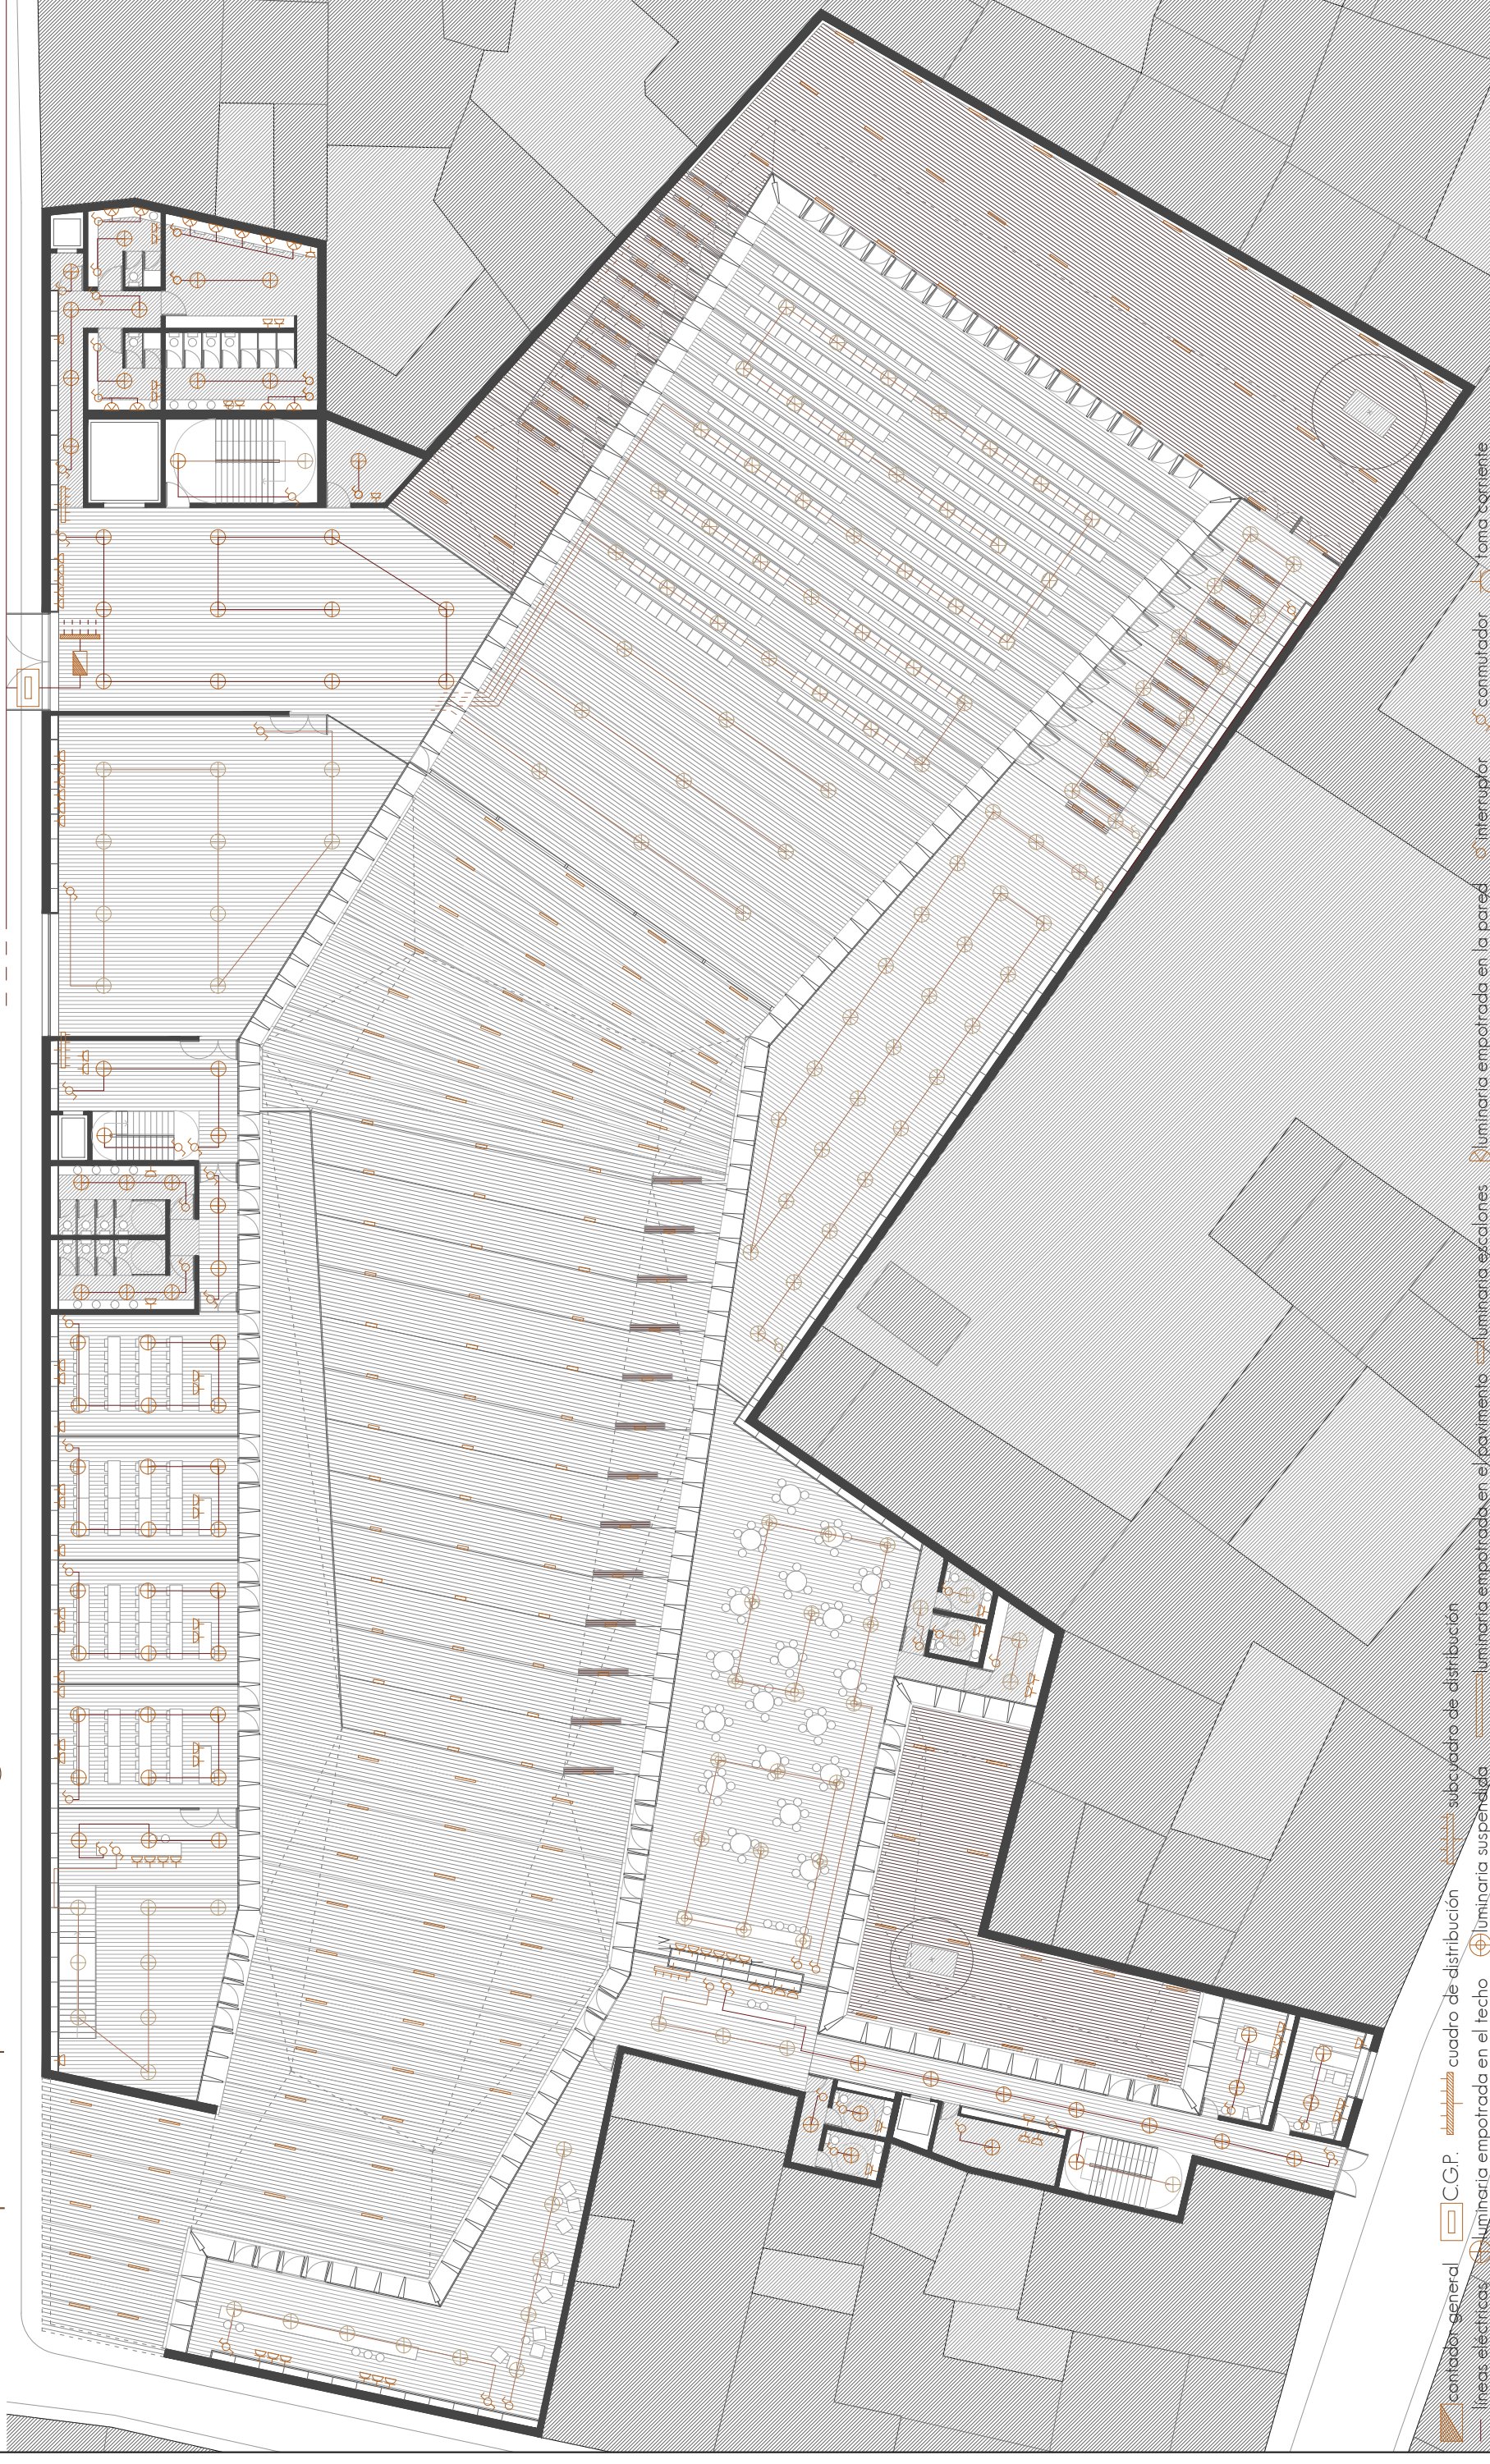 contador general C.G.P. cuadro de distribución subcuadro de distribución
líneas eléctricas luminaria empotrada en el techo luminaria suspendida luminaria empotrada en el pavimento luminaria escalones luminaria empotrada en la pared interruptor conmutador toma corriente